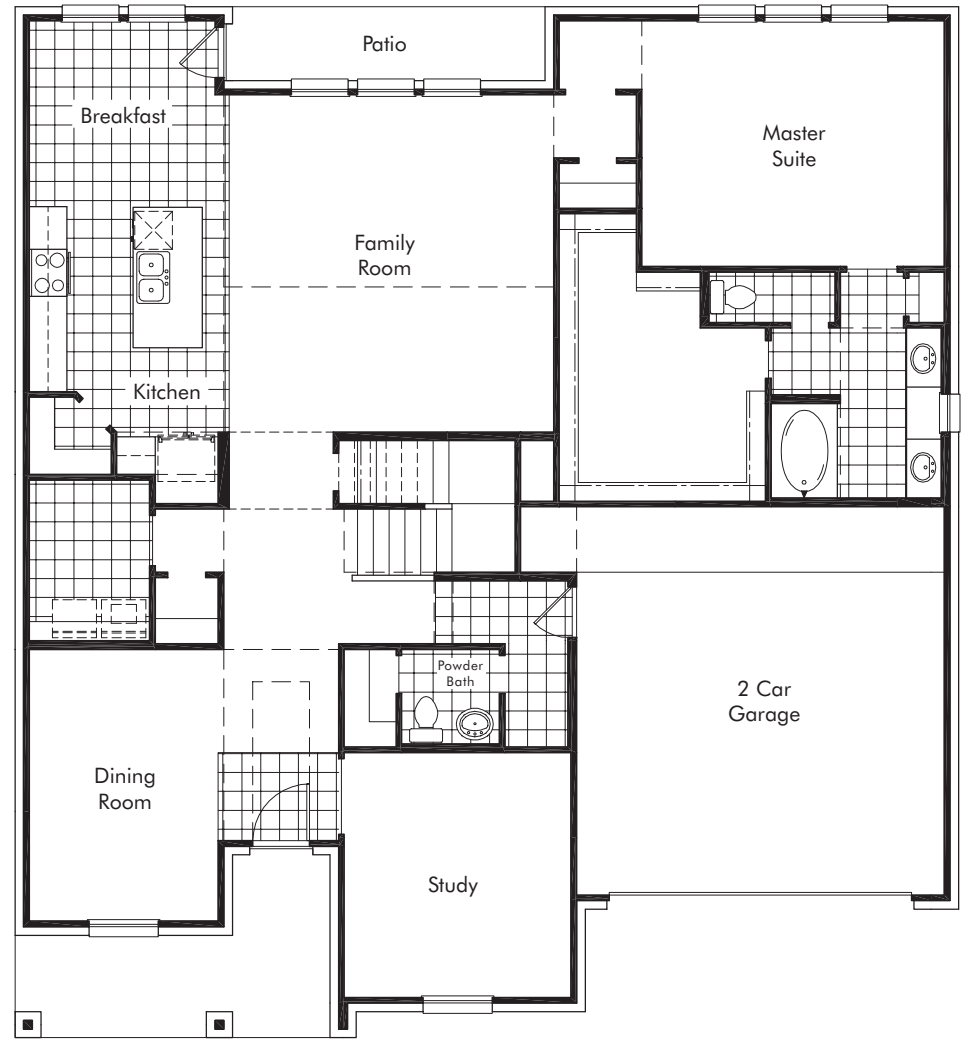 Patio
Breakfast
Master
Suite
Family
Room
Kitchen
Powder
Bath
2 Car
Garage
Dining
Room
Study